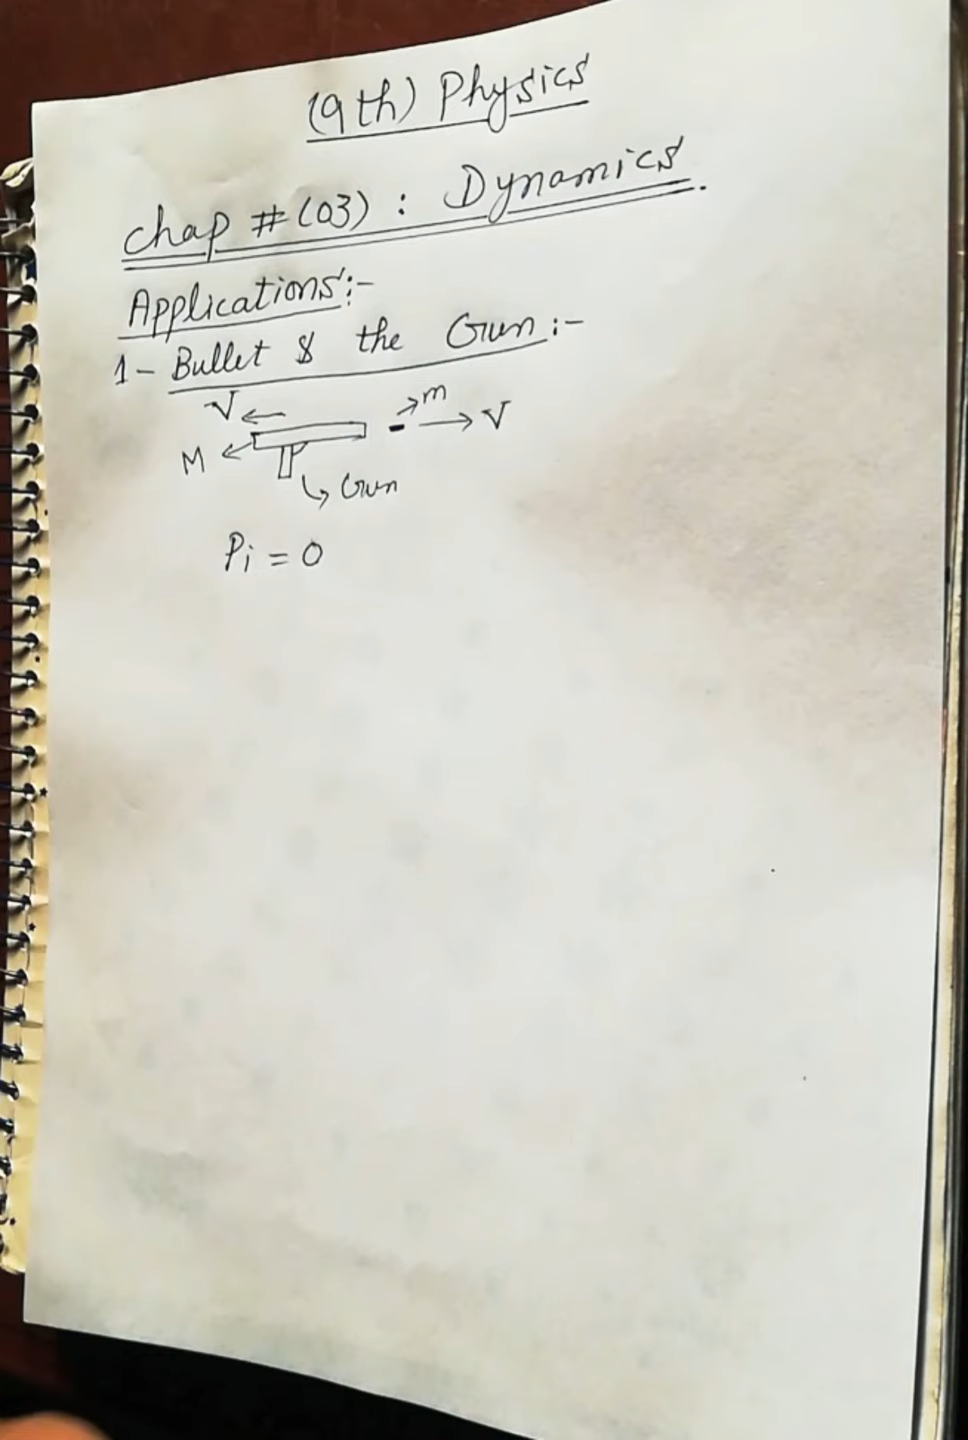 (9th) Physics
Chap #(03) : Dynamics.
Applications:-
1- Bullet & the Gun :-
V m
V
M
Gun
Pi = 0